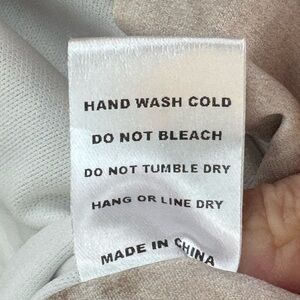 HAND WASH COLD
DO NOT BLEACH
DO NOT TUMBLE DRY
HANG OR LINE DRY
MADE IN CHINA